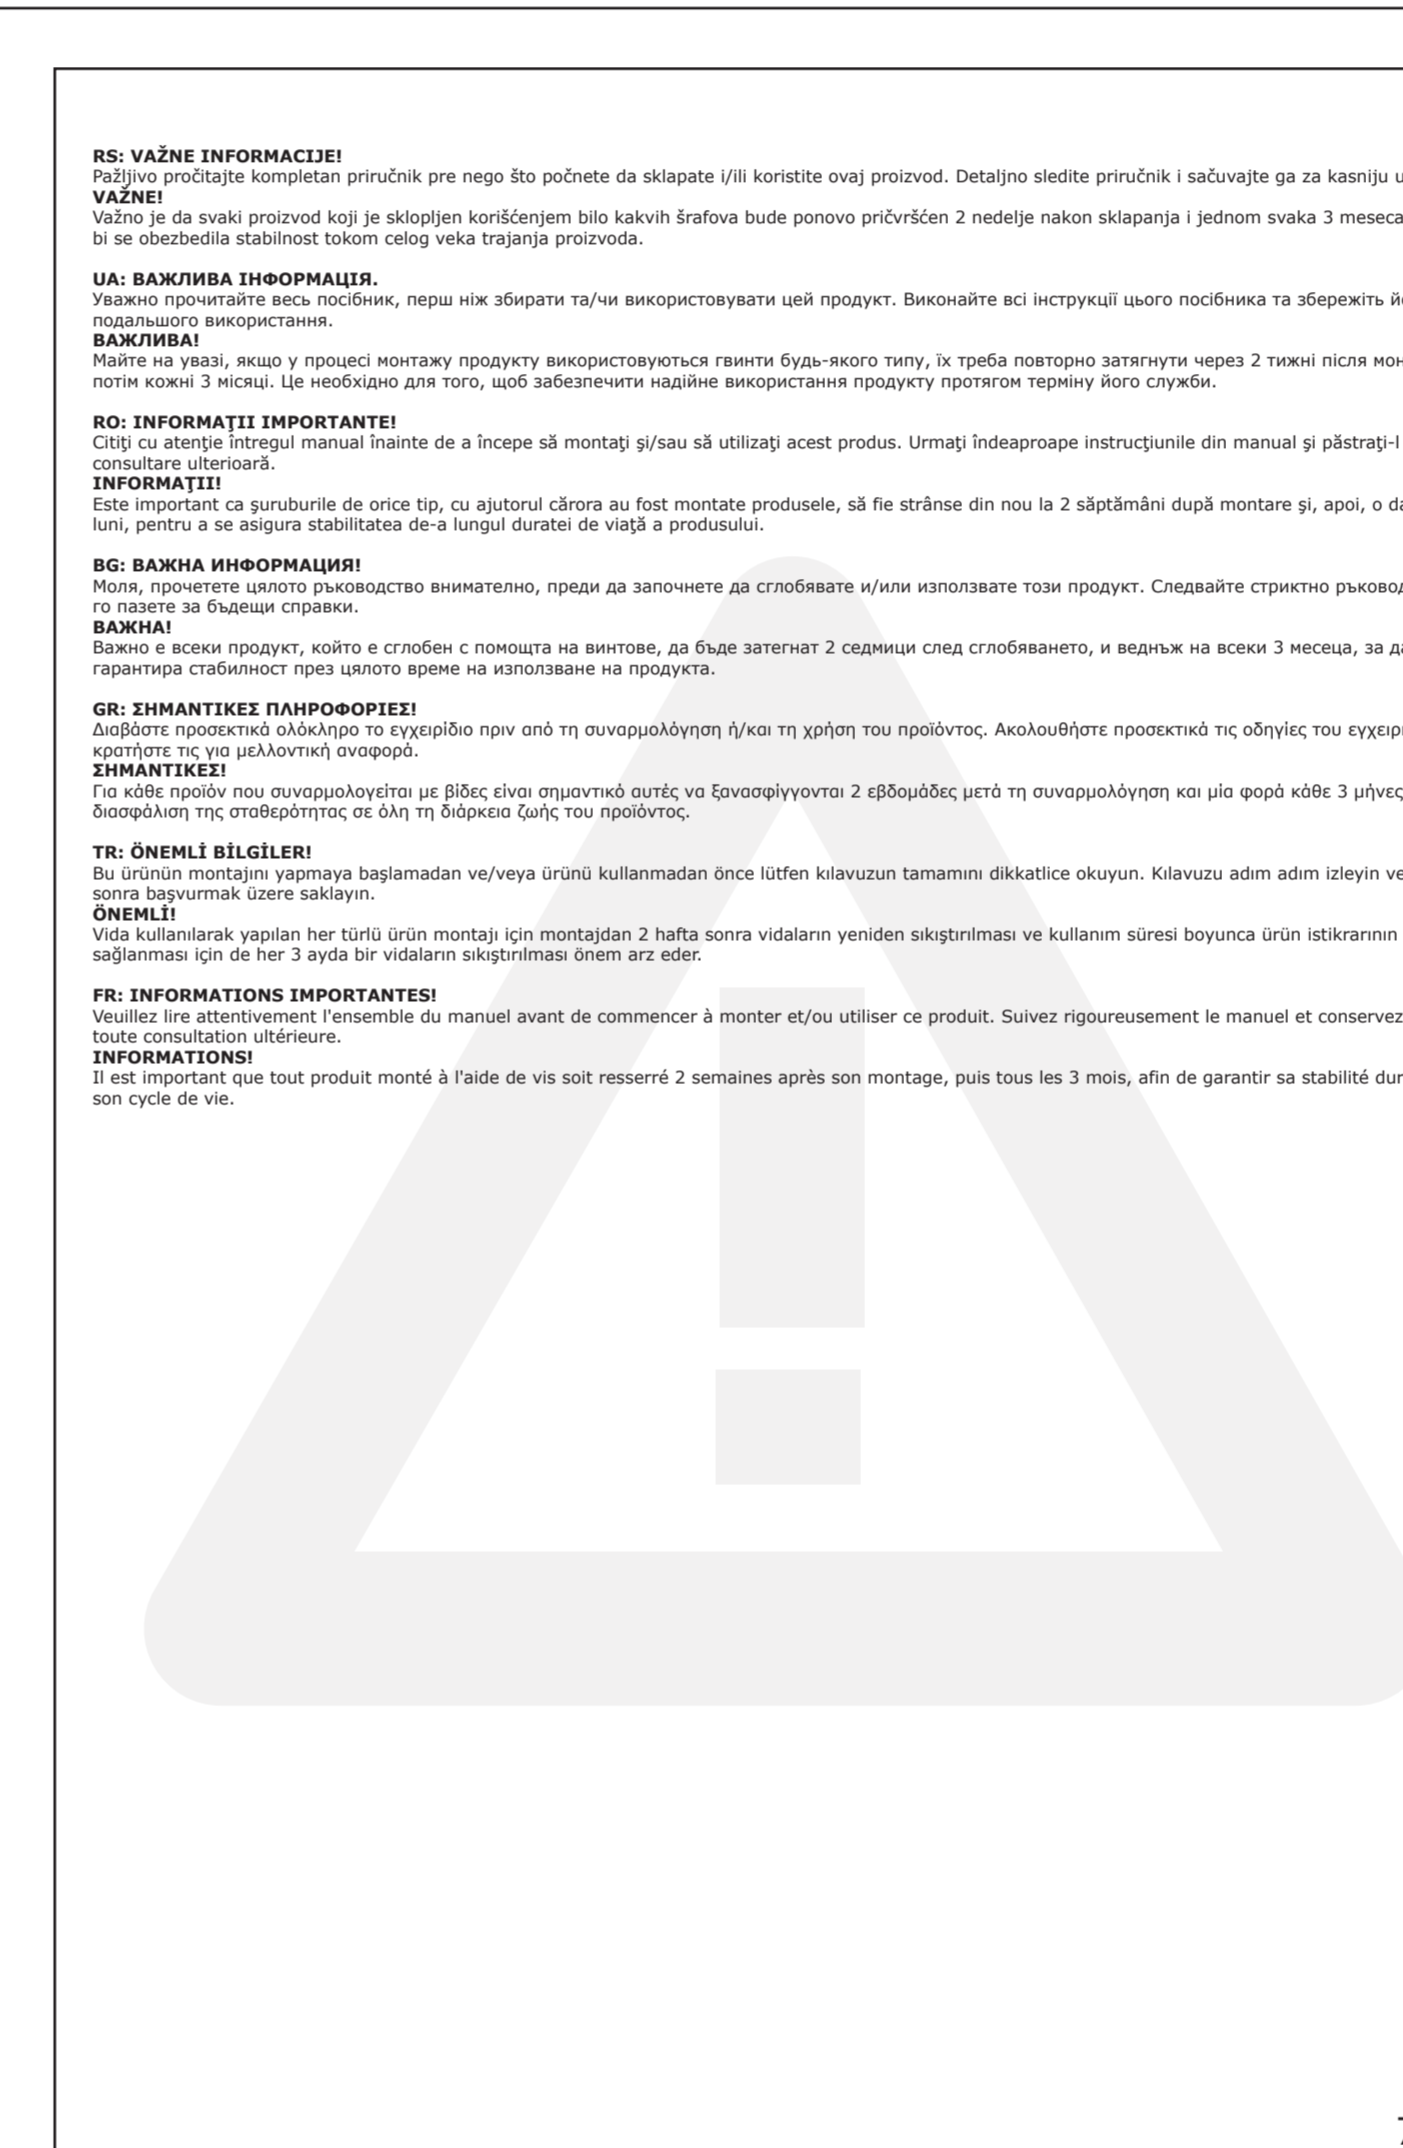 RS: VAŽNE INFORMACIJE!
Pažljivo pročitajte kompletan priručnik pre nego što počnete da sklapate i/ili koristite ovaj proizvod. Detaljno sledite priručnik i sačuvajte ga za kasniju
VAŽNE!
Važno je da svaki proizvod koji je sklopljen korišćenjem bilo kakvih šrafova bude ponovo pričvršćen 2 nedelje nakon sklapanja i jednom svaka 3 meseca
bi se obezbedila stabilnost tokom celog veka trajanja proizvoda.
UA: ВАЖЛИВА ІНФОРМАЦІЯ.
Уважно прочитайте весь посібник, перш ніж збирати та/чи використовувати цей продукт. Виконайте всі інструкції цього посібника та збережіть
подальшого використання.
ВАЖЛИВА!
Майте на увазі, якщо у процесі монтажу продукту використовуються гвинти будь-якого типу, їх треба повторно затягнути через 2 тижні після
потім кожні 3 місяці. Це необхідно для того, щоб забезпечити надійне використання продукту протягом терміну його служби.
RO: INFORMAŢII IMPORTANTE!
Citiţi cu atenţie întregul manual înainte de a începe să montaţi şi/sau să utilizaţi acest produs. Urmaţi îndeaproape instrucţiunile din manual şi păstraţi-l
consultare ulterioară.
INFORMAŢII!
Este important ca şuruburile de orice tip, cu ajutorul cărora au fost montate produsele, să fie strânse din nou la 2 săptămâni după montare şi, apoi, o
luni, pentru a se asigura stabilitatea de-a lungul duratei de viaţă a produsului.
BG: ВАЖНА ИНФОРМАЦИЯ!
Моля, прочетете цялото ръководство внимателно, преди да започнете да сглобявате и/или използвате този продукт. Следвайте стриктно
го пазете за бъдещи справки.
ВАЖНА!
Важно е всеки продукт, който е сглобен с помощта на винтове, да бъде затегнат 2 седмици след сглобяването, и веднъж на всеки 3 месеца, за
гарантира стабилност през цялото време на използване на продукта.
GR: ΣΗΜΑΝΤΙΚΕΣ ΠΛΗΡΟΦΟΡΙΕΣ!
Διαβάστε προσεκτικά ολόκληρο το εγχειρίδιο πριν από τη συναρμολόγηση ή/και τη χρήση του προϊόντος. Ακολουθήστε προσεκτικά τις οδηγίες του
κρατήστε τις για μελλοντική αναφορά.
ΣΗΜΑΝΤΙΚΕΣ!
Για κάθε προϊόν που συναρμολογείται με βίδες είναι σημαντικό αυτές να ξανασφίγγονται 2 εβδομάδες μετά τη συναρμολόγηση και μία φορά κάθε 3 μήνες
διασφάλιση της σταθερότητας σε όλη τη διάρκεια ζωής του προϊόντος.
TR: ÖNEMLİ BİLGİLER!
Bu ürünün montajını yapmaya başlamadan ve/veya ürünü kullanmadan önce lütfen kılavuzun tamamını dikkatlice okuyun. Kılavuzu adım adım izleyin ve
sonra başvurmak üzere saklayın.
ÖNEMLİ!
Vida kullanılarak yapılan her türlü ürün montajı için montajdan 2 hafta sonra vidaların yeniden sıkıştırılması ve kullanım süresi boyunca ürün istikrarının
sağlanması için de her 3 ayda bir vidaların sıkıştırılması önem arz eder.
FR: INFORMATIONS IMPORTANTES!
Veuillez lire attentivement l'ensemble du manuel avant de commencer à monter et/ou utiliser ce produit. Suivez rigoureusement le manuel et conservez
toute consultation ultérieure.
INFORMATIONS!
Il est important que tout produit monté à l'aide de vis soit resserré 2 semaines après son montage, puis tous les 3 mois, afin de garantir sa stabilité
son cycle de vie.